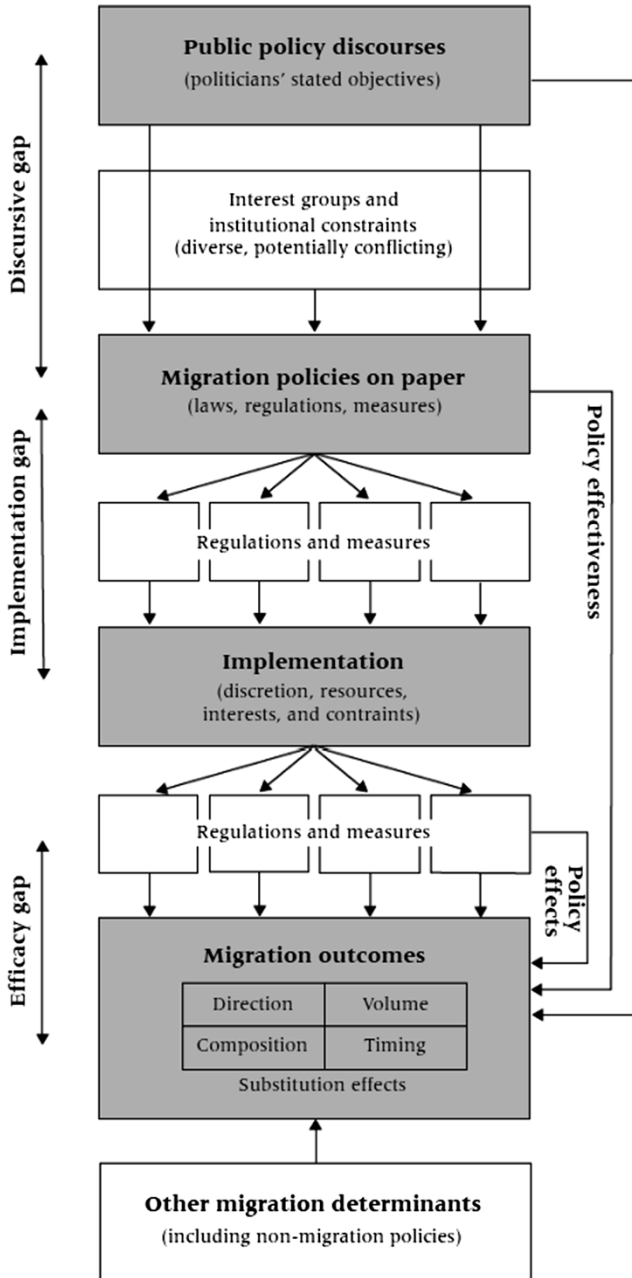 Public policy discourses
(politicians’ stated objectives)
Discursive gap
Interest groups and
institutional constraints
(diverse, potentially conflicting)
Migration policies on paper
(laws, regulations, measures)
Policy effectiveness
Implementation gap
Regulations and measures
Implementation
(discretion, resources,
interests, and contraints)
Regulations and measures
Policy
effects
Efficacy gap
Migration outcomes
Direction
Volume
Composition
Timing
Substitution effects
Other migration determinants
(including non-migration policies)